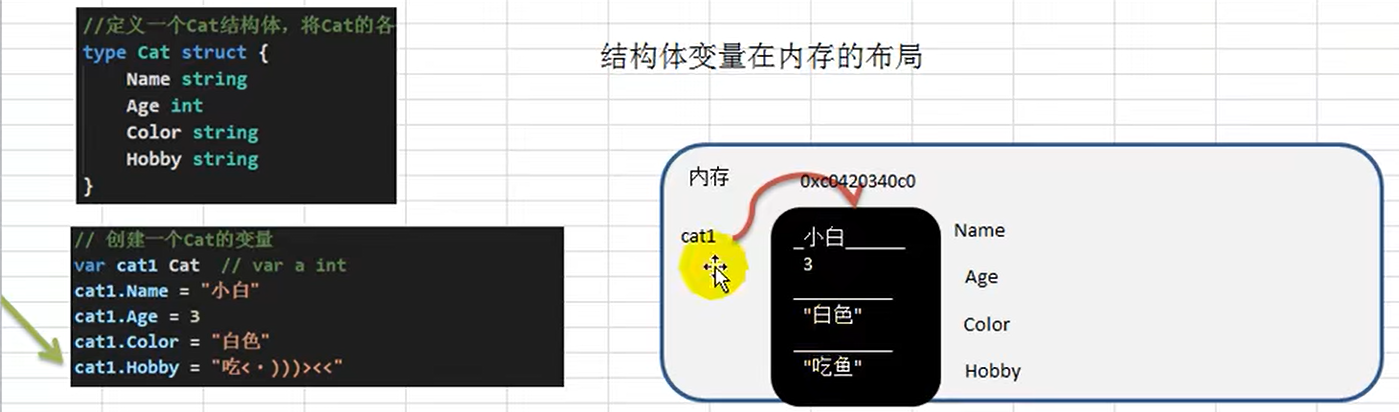 //定义一个Cat结构体，将Cat的各
type Cat struct {
Name string
Age int
Color string
Hobby string
}
// 创建一个Cat的变量
var cat1 Cat  // var a int
cat1.Name = "小白"
cat1.Age = 3
cat1.Color = "白色"
cat1.Hobby = "吃<・)))><<"
结构体变量在内存的布局
内存
0xc0420340c0
cat1
_小白______
3
"白色"
"吃鱼"
Name
Age
Color
Hobby